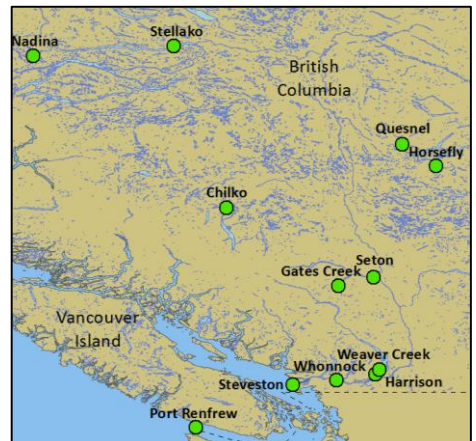 Stellako
Nadina
British
Columbia
Quesnel
Horsefly
Chilko
Seton
Gates Creek
Vancouver
Island
Weaver Creek
Whonnock
Harrison
Steveston
Port Renfrew